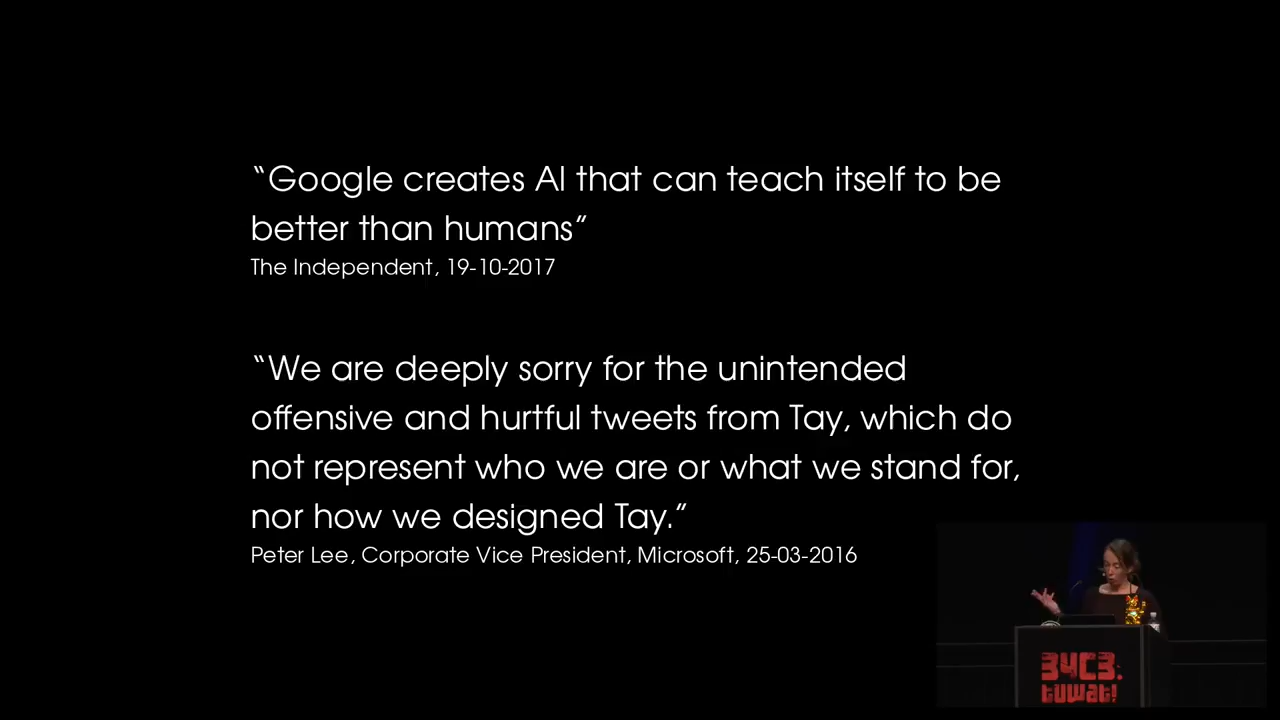 “Google creates AI that can teach itself to be
better than humans”
The Independent, 19-10-2017
“We are deeply sorry for the unintended
offensive and hurtful tweets from Tay, which do
not represent who we are or what we stand for,
nor how we designed Tay.”
Peter Lee, Corporate Vice President, Microsoft, 25-03-2016
34C3.
tuwat!